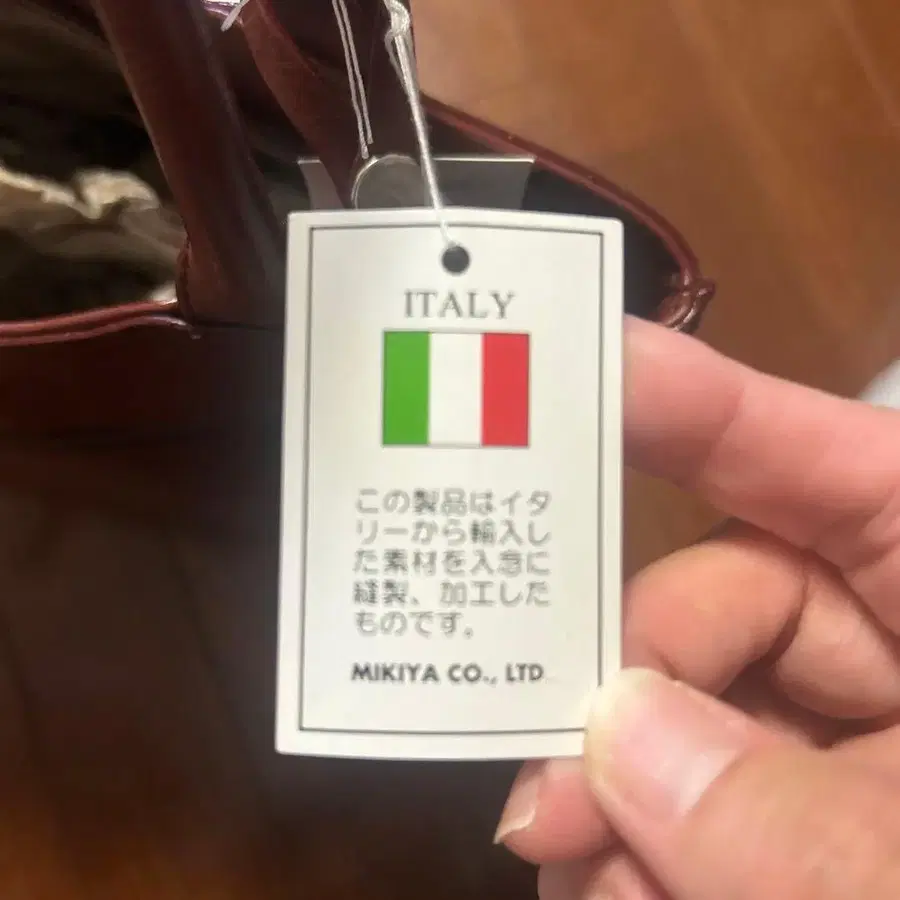 ITALY
この製品はイタ
リーから輸入し
た素材を入念に
縫製、加工した
ものです。
MIKIYA CO., LTD